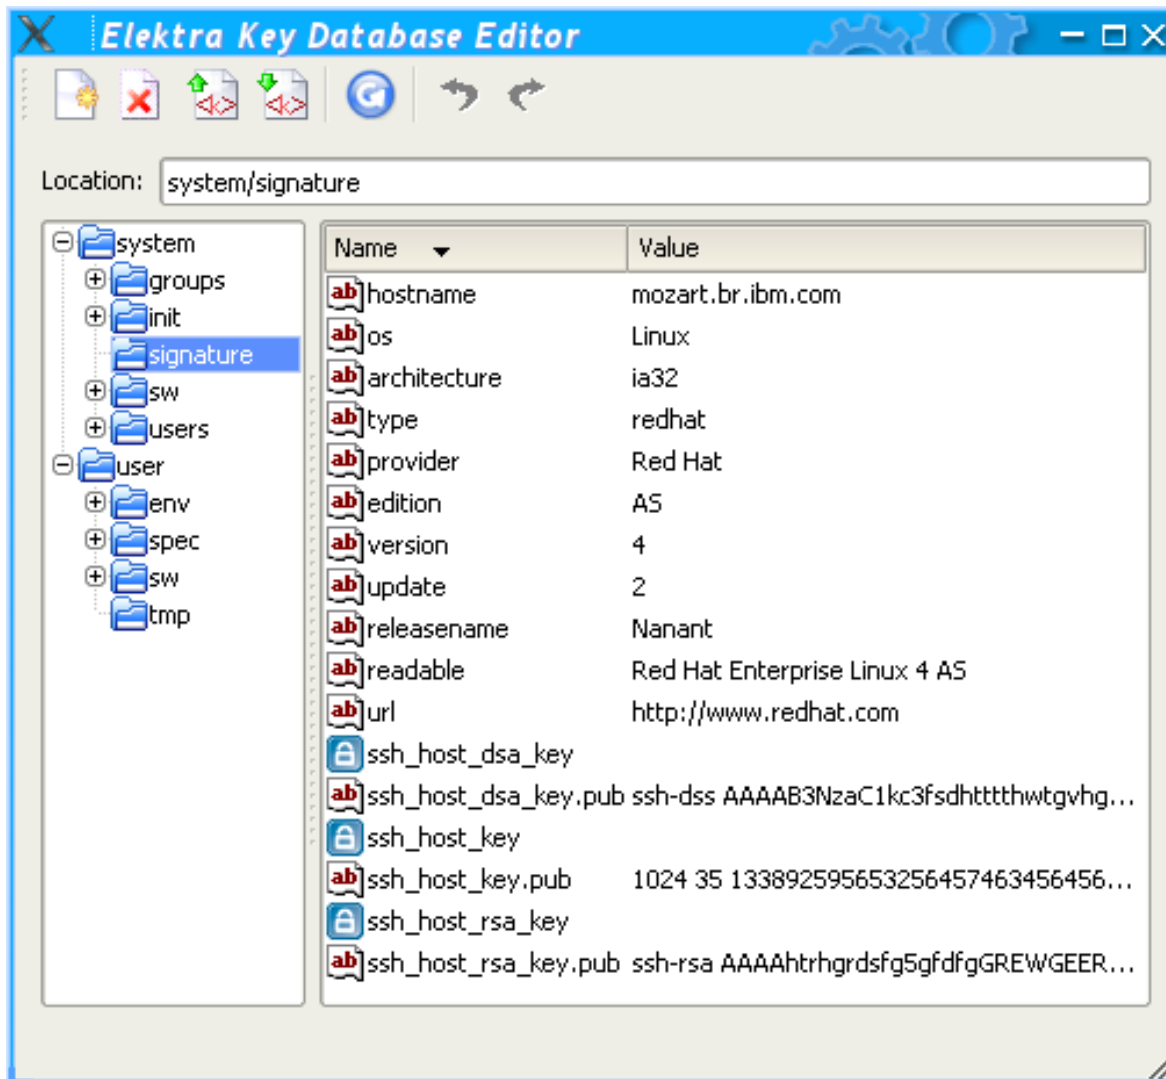 Elektra Key Database Editor
Location: system/signature
system
groups
init
signature
sw
users
user
env
spec
sw
tmp
Name Value
hostname mozart.br.ibm.com
os Linux
architecture ia32
type redhat
provider Red Hat
edition AS
version 4
update 2
releasename Nanant
readable Red Hat Enterprise Linux 4 AS
url http://www.redhat.com
ssh_host_dsa_key
ssh_host_dsa_key.pub ssh-dss AAAAB3NzaC1kc3fsdhtttthwtgvhg...
ssh_host_key
ssh_host_key.pub 1024 35 133892595653256457463456456...
ssh_host_rsa_key
ssh_host_rsa_key.pub ssh-rsa AAAAhtrhgrdsfg5gfdfgGREWGEER...